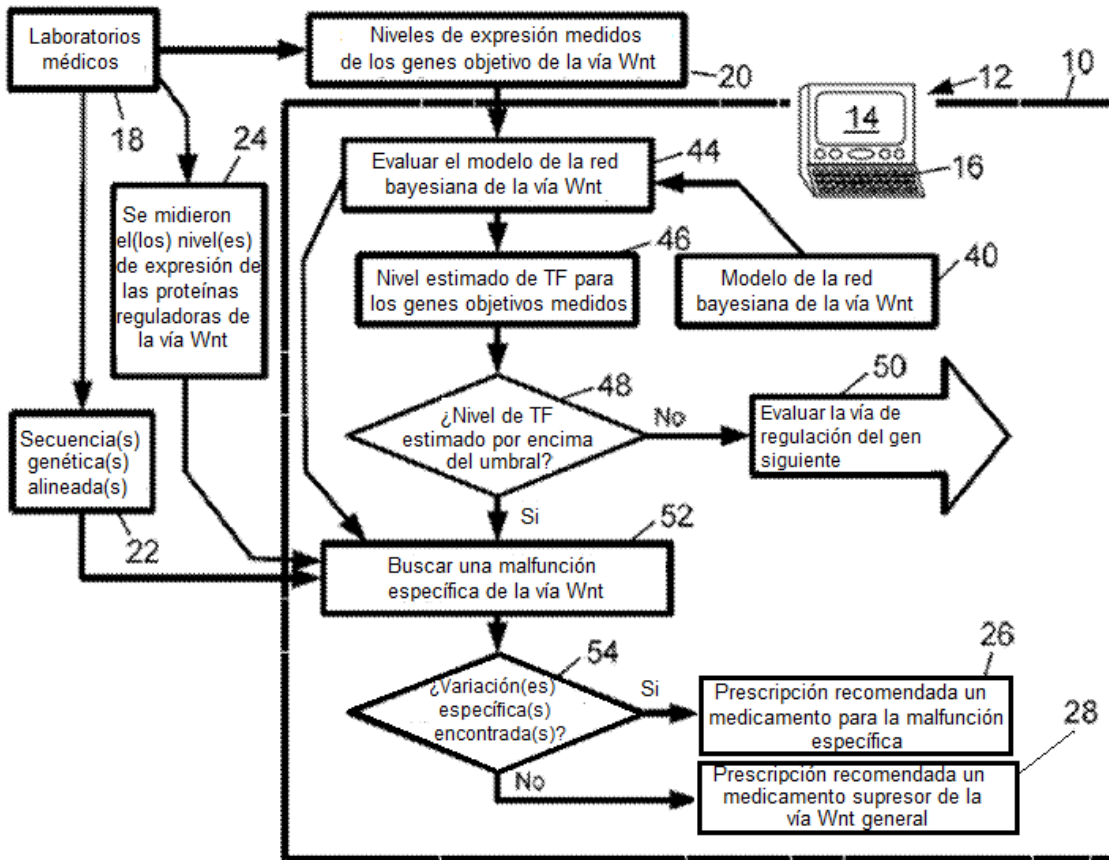 Laboratorios
médicos
18
Niveles de expresión medidos
de los genes objetivo de la vía Wnt
20
10
12
14
16
24
Se midieron
el(los) nivel(es)
de expresión de
las proteínas
reguladoras de
la vía Wnt
Evaluar el modelo de la red
bayesiana de la vía Wnt
44
46
Nivel estimado de TF para
los genes objetivos medidos
Modelo de la red
bayesiana de la vía Wnt
40
¿Nivel de TF
estimado por encima
del umbral?
48
No
50
Evaluar la vía de
regulación del gen
siguiente
Secuencia(s)
genética(s)
alineada(s)
22
Si
52
Buscar una malfunción
específica de la vía Wnt
¿Variación(es)
específica(s)
encontrada(s)?
54
Si
26
Prescripción recomendada un
medicamento para la malfunción
específica
28
No
Prescripción recomendada un
medicamento supresor de la
vía Wnt general